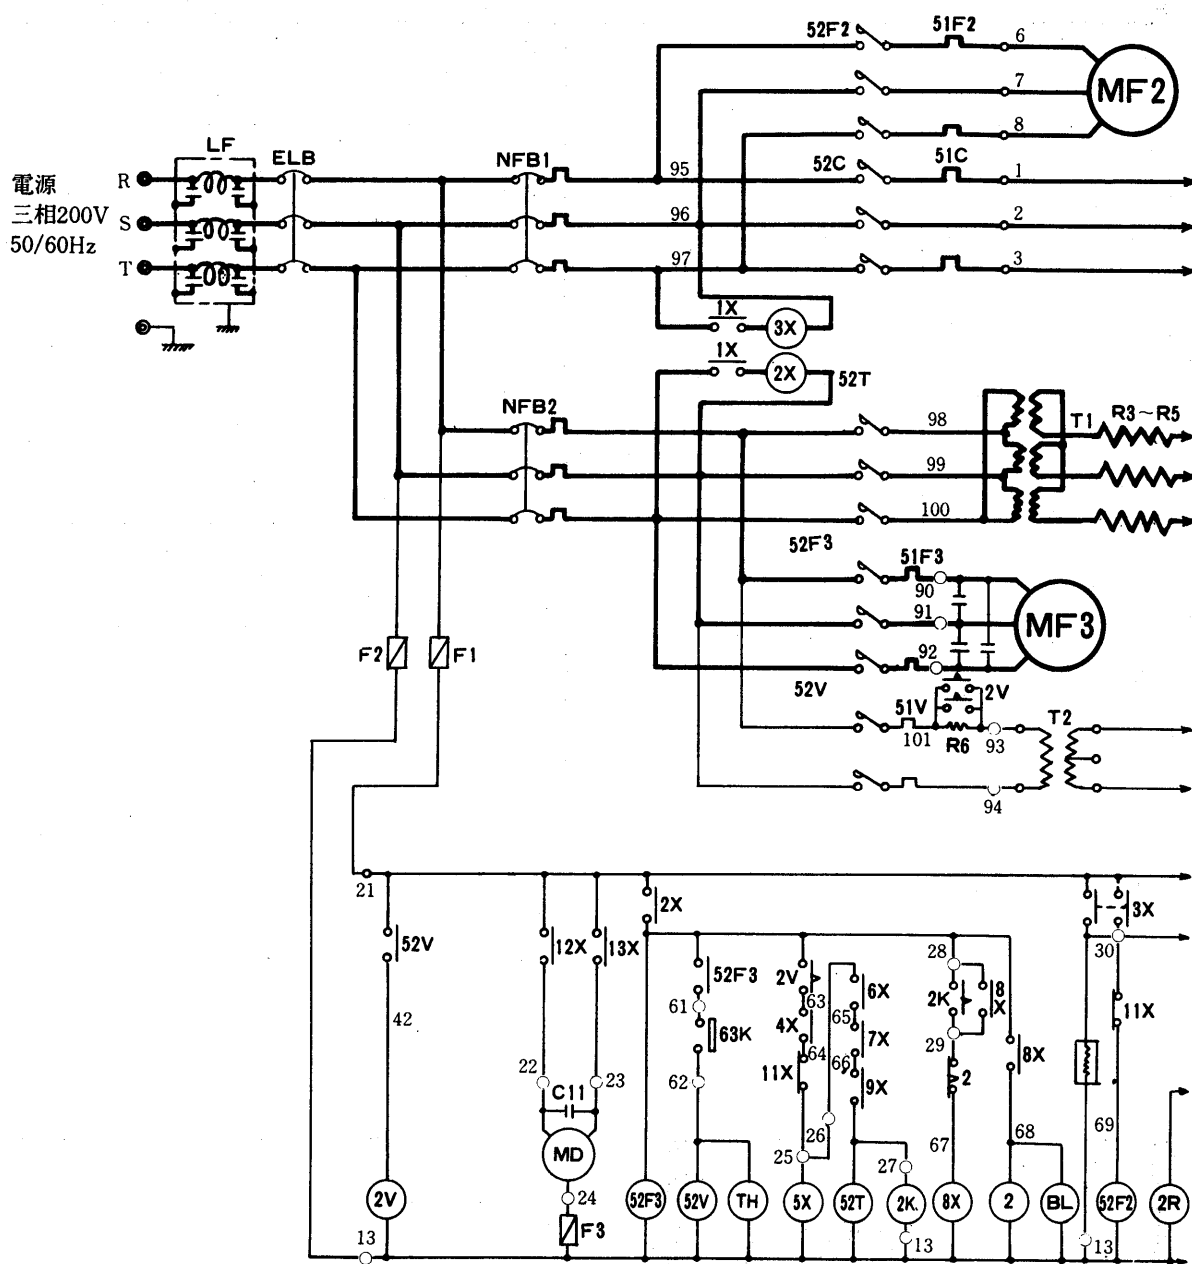 52F2
51F2
6
MF2
7
8
LF
ELB
NFB1
95
52C
51C
1
電源
三相200V
50/60Hz
R
S
T
96
2
97
3
1X
3X
1X
2X
52T
NFB2
98
T1
R3～R5
99
100
52F3
51F3
90
91
MF3
92
F2
F1
52V
51V
2V
T2
101
R6
93
94
21
52V
12X
13X
2X
3X
52F3
2V
63
6X
28
30
61
2K
8X
42
63K
4X
65
7X
29
11X
64
66
8X
22
23
62
11X
9X
2
C11
26
69
MD
25
27
67
68
24
2V
52F3
52V
TH
5X
52T
2K.
8X
2
BL
52F2
2R
13
F3
13
13